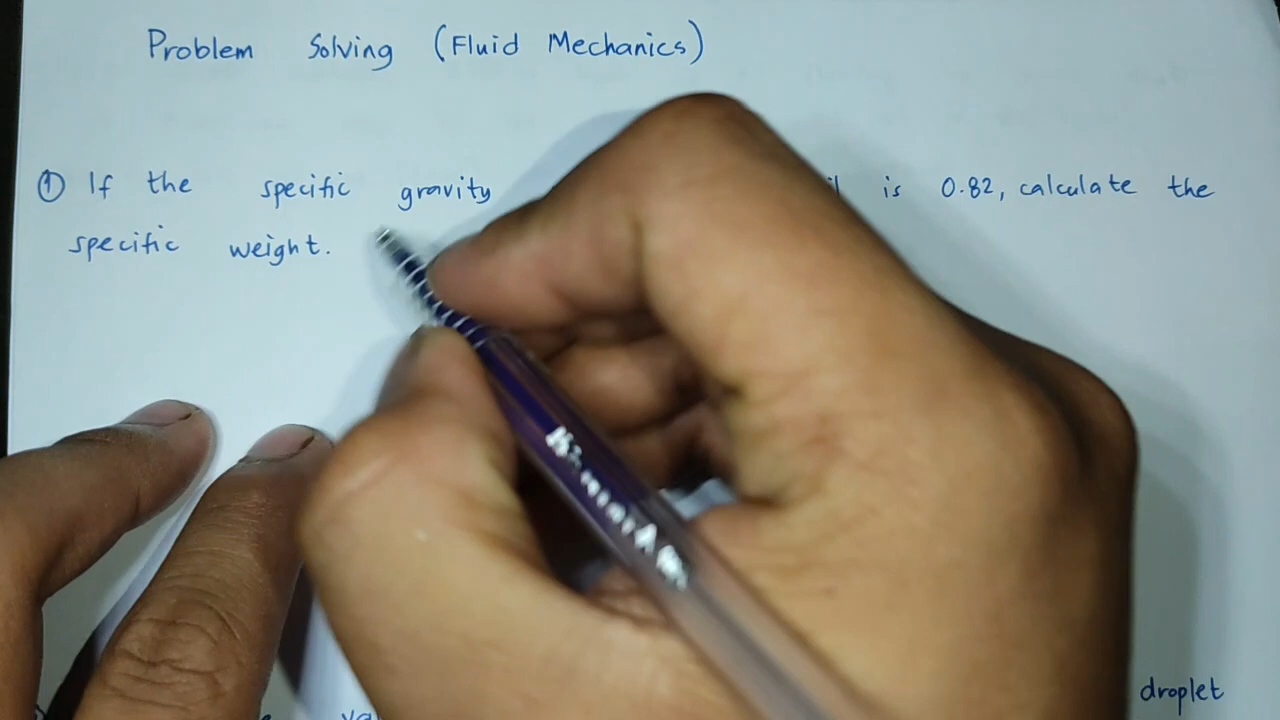 Problem Solving (Fluid Mechanics)
① If the specific gravity is 0.82, calculate the
specific weight.
droplet